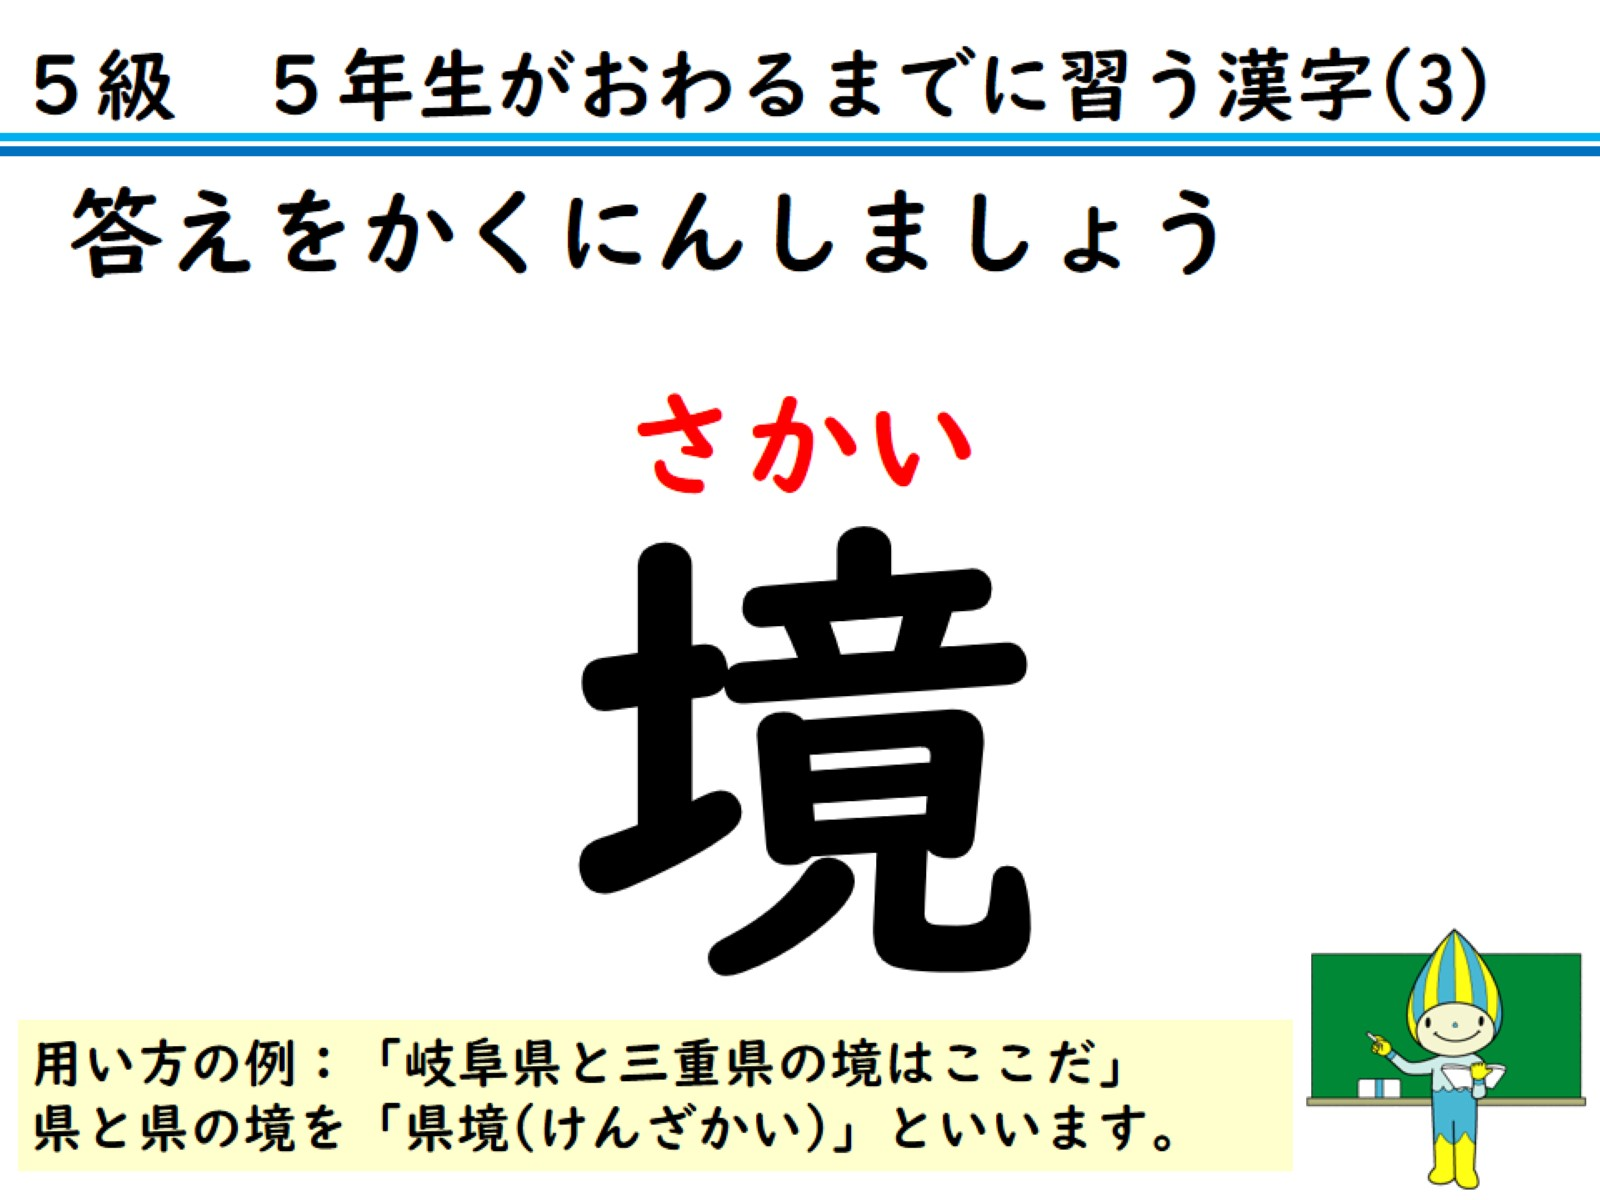 ５級　５年生がおわるまでに習う漢字(3)
答えをかくにんしましょう
さかい
境
用い方の例：「岐阜県と三重県の境はここだ」
県と県の境を「県境(けんざかい)」といいます。